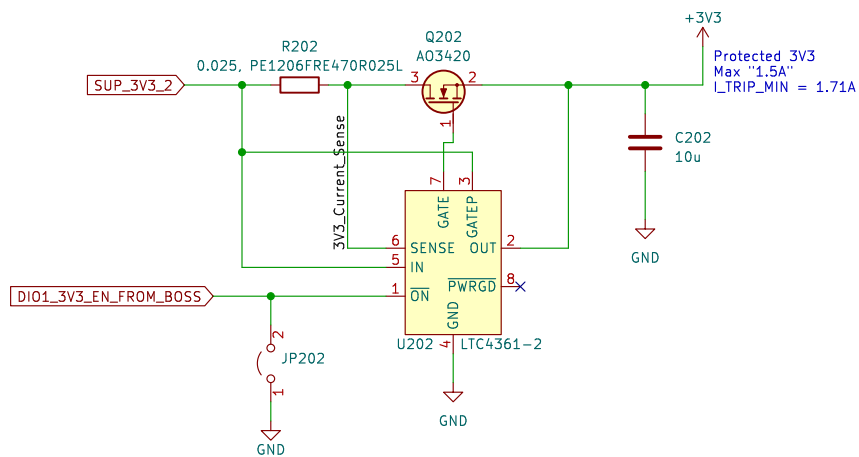 +3V3
Q202
AO3420
R202
0.025, PE1206FRE470R025L
Protected 3V3
Max "1.5A"
I_TRIP_MIN = 1.71A
SUP_3V3_2
3
2
1
C202
10u
3V3_Current_Sense
7
3
GATE
GATEP
6
SENSE
OUT
2
5
IN
GND
DIO1_3V3_EN_FROM_BOSS
1
ON
PWRGD
8
GND
4
U202
LTC4361-2
2
JP202
1
GND
GND